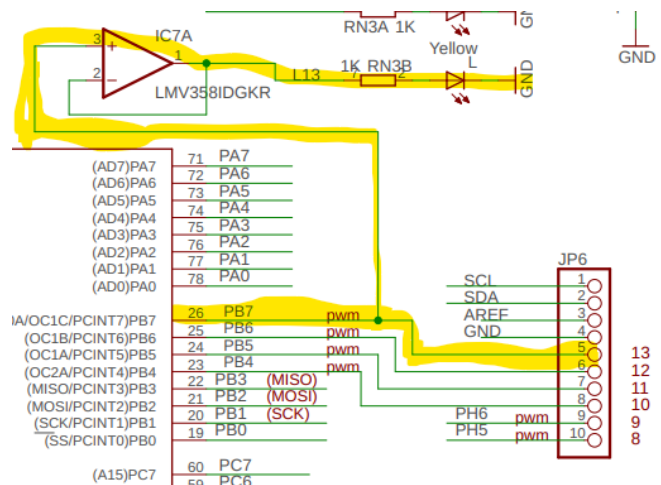 RN3A 1K
GND
GND
IC7A
3
+
1
2
-
LMV358IDGKR
Yellow
L
L13
1K RN3B
7
2
GND
(AD7)PA7 71 PA7
(AD6)PA6 72 PA6
(AD5)PA5 73 PA5
(AD4)PA4 74 PA4
(AD3)PA3 75 PA3
(AD2)PA2 76 PA2
(AD1)PA1 77 PA1
(AD0)PA0 78 PA0
0A/OC1C/PCINT7)PB7 26 PB7 pwm
(OC1B/PCINT6)PB6 25 PB6 pwm
(OC1A/PCINT5)PB5 24 PB5 pwm
(OC2A/PCINT4)PB4 23 PB4 pwm
(MISO/PCINT3)PB3 22 PB3 (MISO)
(MOSI/PCINT2)PB2 21 PB2 (MOSI)
(SCK/PCINT1)PB1 20 PB1 (SCK)
(SS/PCINT0)PB0 19 PB0
(A15)PC7 60 PC7
59 PC6
JP6
SCL 1
SDA 2
AREF 3
GND 4
5 13
6 12
7 11
8 10
PH6 pwm 9 9
PH5 pwm 10 8